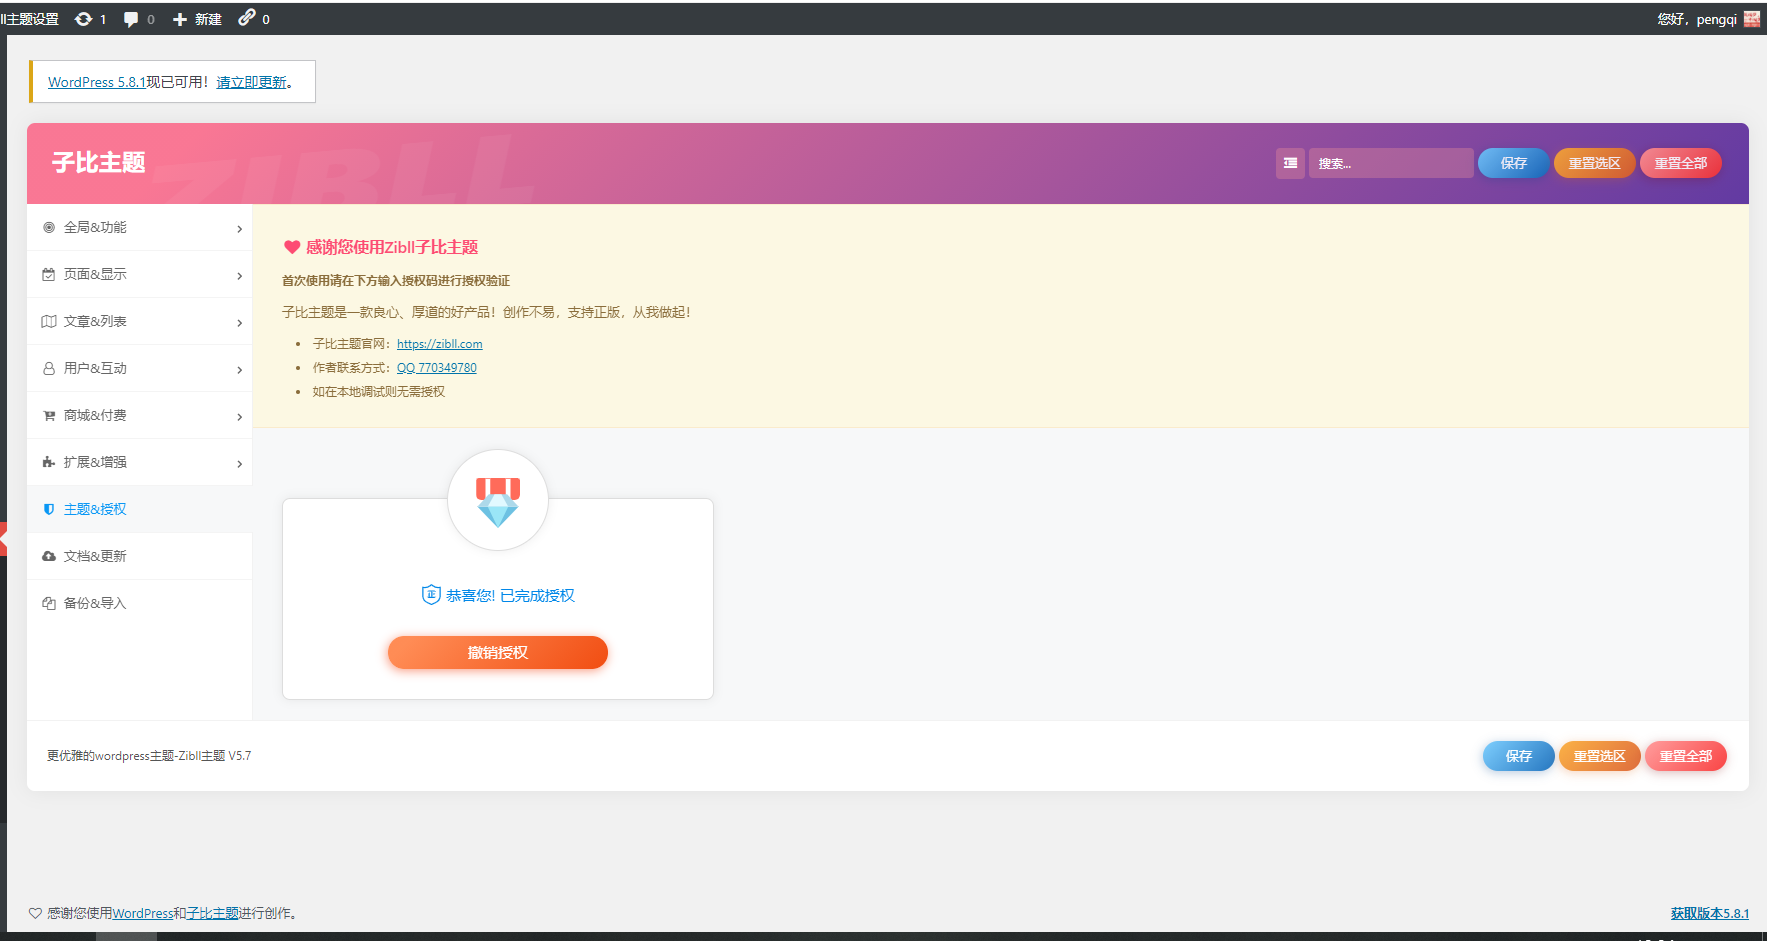 ll主题设置 1 0 新建 0 您好，pengqi
WordPress 5.8.1现已可用！请立即更新。
子比主题 ZIBLL 搜索... 保存 重置选区 重置全部
全局&功能
页面&显示
文章&列表
用户&互动
商城&付费
扩展&增强
主题&授权
文档&更新
备份&导入
感谢您使用Zibll子比主题
首次使用请在下方输入授权码进行授权验证
子比主题是一款良心、厚道的好产品！创作不易，支持正版，从我做起！
子比主题官网：https://zibll.com
作者联系方式：QQ 770349780
如在本地调试则无需授权
正 恭喜您! 已完成授权
撤销授权
更优雅的wordpress主题-Zibll主题 V5.7 保存 重置选区 重置全部
感谢您使用WordPress和子比主题进行创作。 获取版本5.8.1